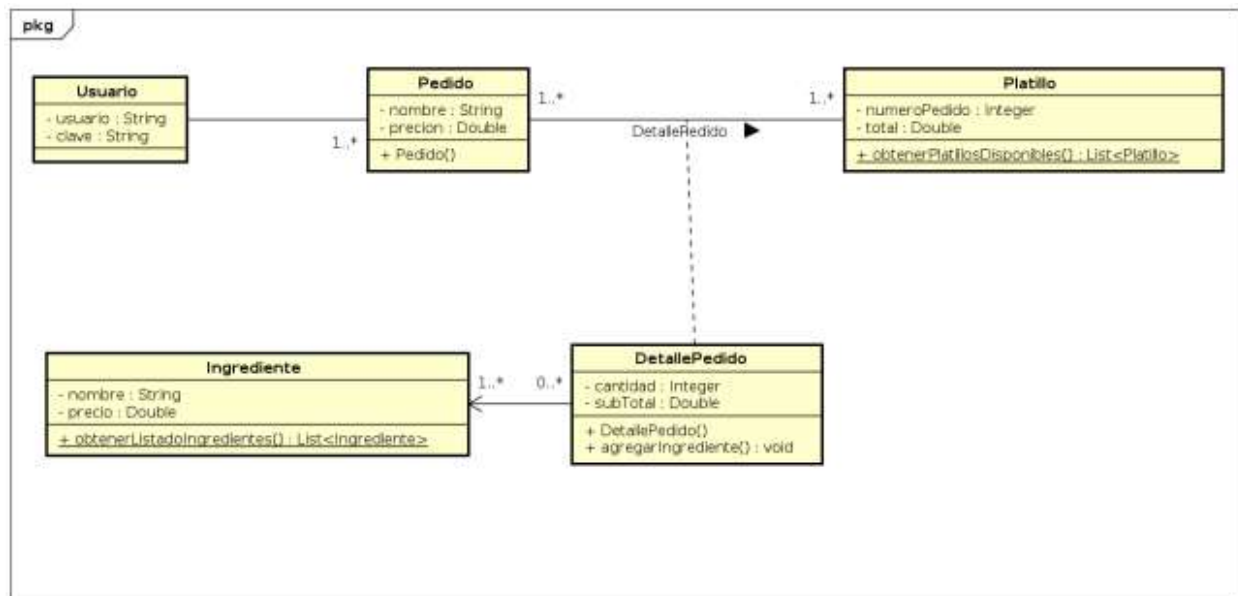 pkg
Usuario
- usuario : String
- clave : String
1..*
Pedido
- nombre : String
- precion : Double
+ Pedido()
1..*
DetallePedido
1..*
Platillo
- numeroPedido : Integer
- total : Double
+ obtenerPlatillosDisponibles() : List<Platillo>
Ingrediente
- nombre : String
- precio : Double
+ obtenerListadoIngredientes() : List<Ingrediente>
1..*
0..*
DetallePedido
- cantidad : Integer
- subTotal : Double
+ DetallePedido()
+ agregarIngrediente() : void